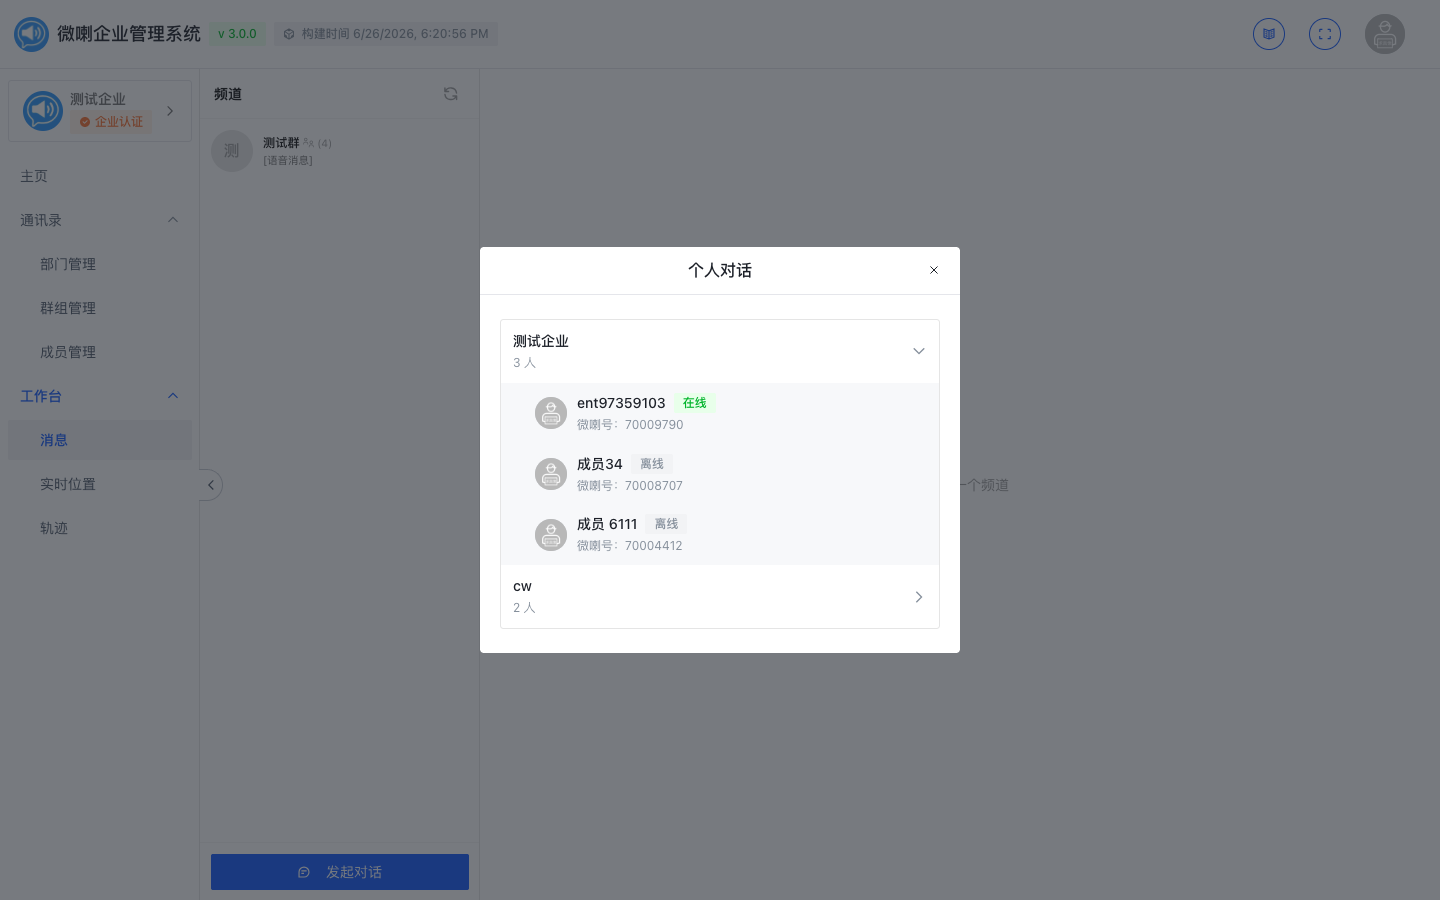 微喇企业管理系统
v 3.0.0
构建时间 6/26/2026, 6:20:56 PM
测试企业
企业认证
主页
通讯录
部门管理
群组管理
成员管理
工作台
消息
实时位置
轨迹
频道
测
测试群 (4)
[语音消息]
发起对话
个人对话
测试企业
3 人
ent97359103 在线
微喇号：70009790
成员34 离线
微喇号：70008707
成员 6111 离线
微喇号：70004412
cw
2 人
一个频道